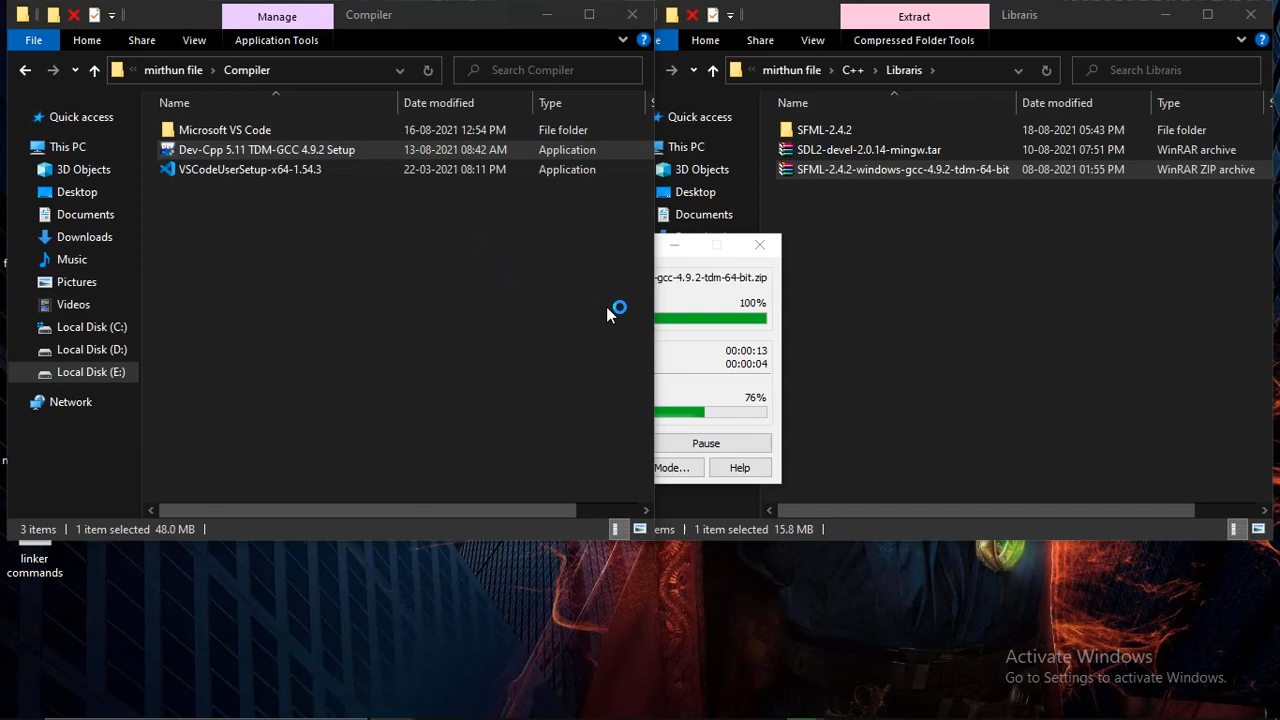 Manage
Compiler
File
Home
Share
View
Application Tools
mirthun file
Compiler
Search Compiler
Name
Date modified
Type
Quick access
This PC
3D Objects
Desktop
Documents
Downloads
Music
Pictures
Videos
Local Disk (C:)
Local Disk (D:)
Local Disk (E:)
Network
Microsoft VS Code 16-08-2021 12:54 PM File folder
Dev-Cpp 5.11 TDM-GCC 4.9.2 Setup 13-08-2021 08:42 AM Application
VSCodeUserSetup-x64-1.54.3 22-03-2021 08:11 PM Application
3 items 1 item selected 48.0 MB
Extract
Libraris
e
Home
Share
View
Compressed Folder Tools
mirthun file
C++
Libraris
Search Libraris
Name
Date modified
Type
Quick access
This PC
3D Objects
Desktop
Documents
SFML-2.4.2 18-08-2021 05:43 PM File folder
SDL2-devel-2.0.14-mingw.tar 10-08-2021 07:51 PM WinRAR archive
SFML-2.4.2-windows-gcc-4.9.2-tdm-64-bit 08-08-2021 01:55 PM WinRAR ZIP archive
-gcc-4.9.2-tdm-64-bit.zip
100%
00:00:13
00:00:04
76%
Pause
Mode...
Help
ems 1 item selected 15.8 MB
linker
commands
Activate Windows
Go to Settings to activate Windows.